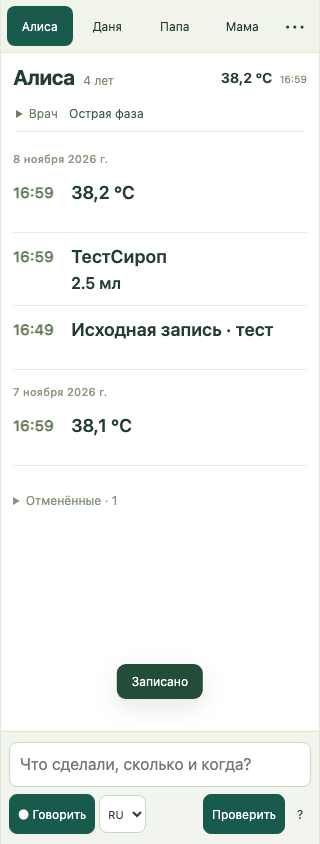 Алиса Даня Папа Мама •••
Алиса 4 лет 38,2 °C 16:59
▶ Врач Острая фаза
8 ноября 2026 г.
16:59 38,2 °C
16:59 ТестСироп
2.5 мл
16:49 Исходная запись · тест
7 ноября 2026 г.
16:59 38,1 °C
▶ Отменённые · 1
Записано
Что сделали, сколько и когда?
Говорить RU Проверить ?